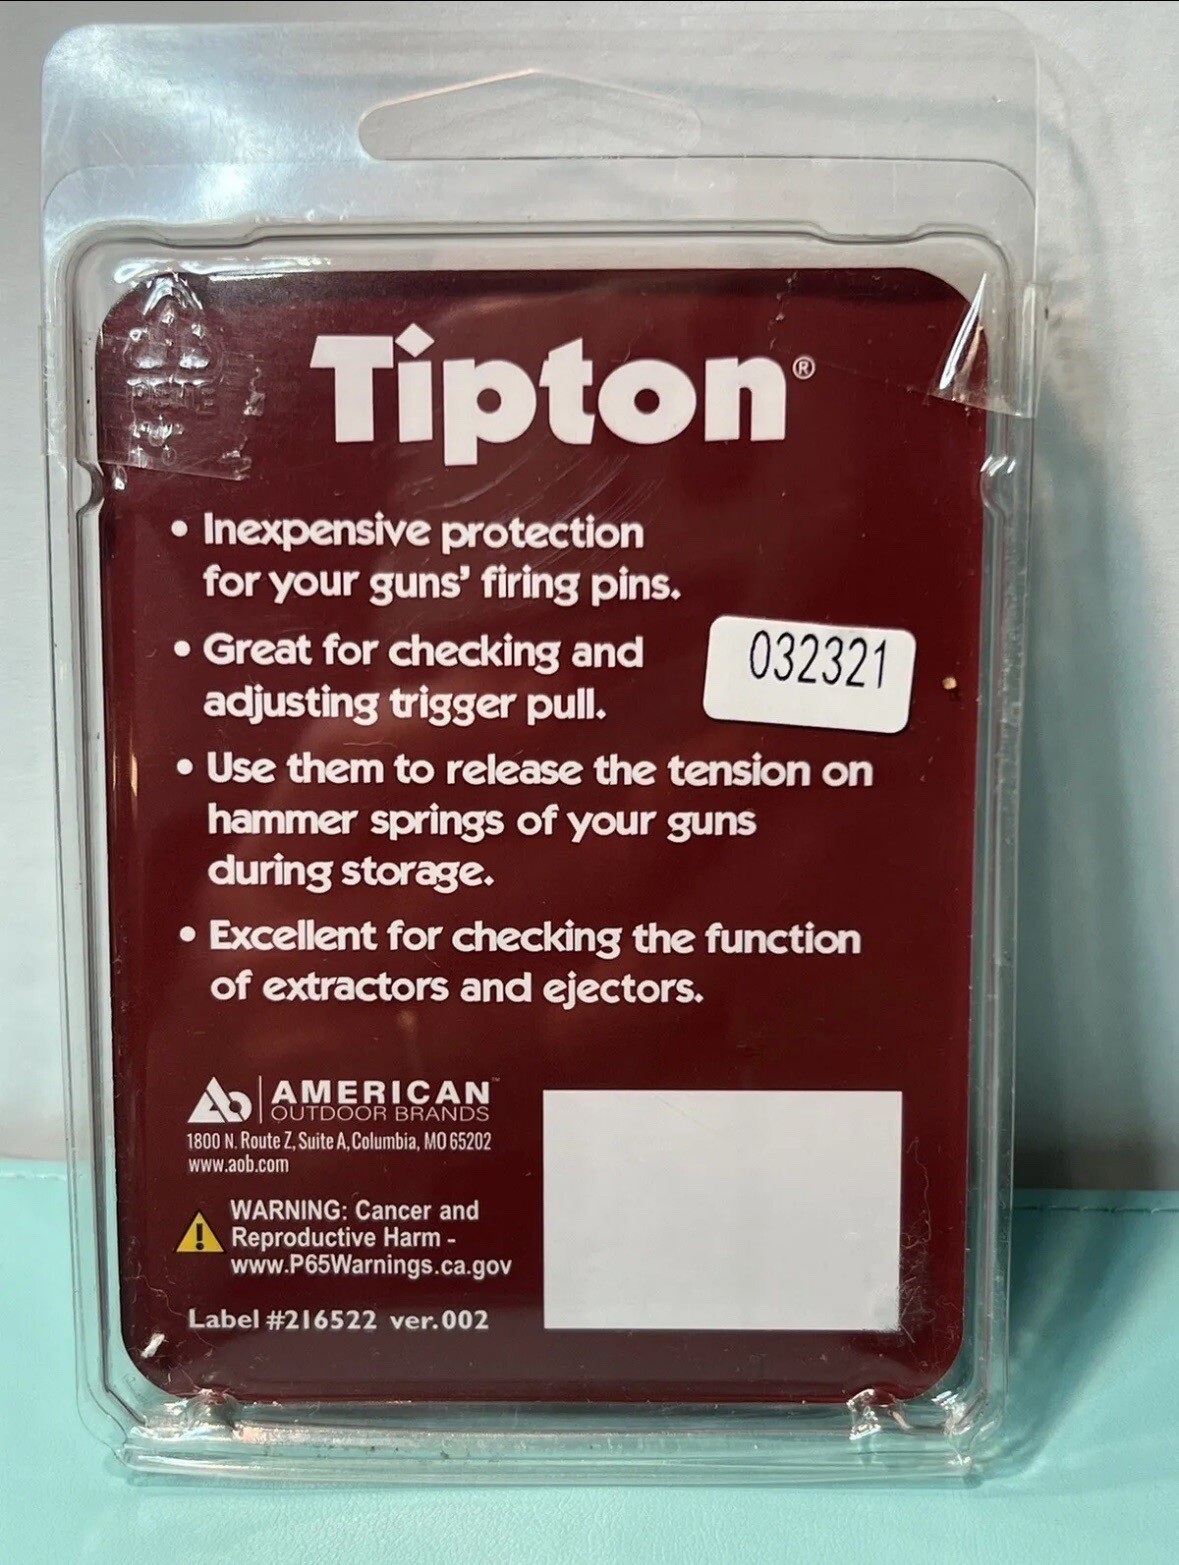 Tipton®
• Inexpensive protection
for your guns’ firing pins.
• Great for checking and
adjusting trigger pull.
032321
• Use them to release the tension on
hammer springs of your guns
during storage.
• Excellent for checking the function
of extractors and ejectors.
AMERICAN™
OUTDOOR BRANDS
1800 N. Route Z, Suite A, Columbia, MO 65202
www.aob.com
WARNING: Cancer and
Reproductive Harm -
www.P65Warnings.ca.gov
Label #216522 ver.002